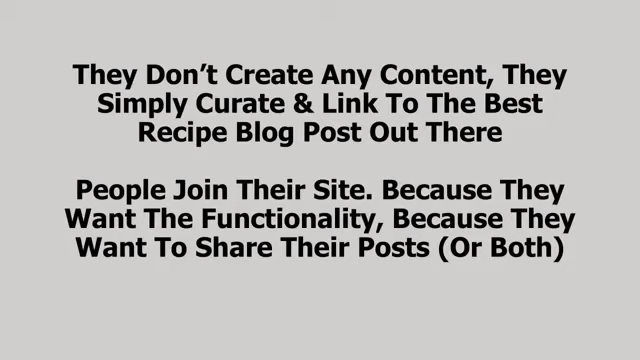 They Don’t Create Any Content, They
Simply Curate & Link To The Best
Recipe Blog Post Out There
People Join Their Site. Because They
Want The Functionality, Because They
Want To Share Their Posts (Or Both)